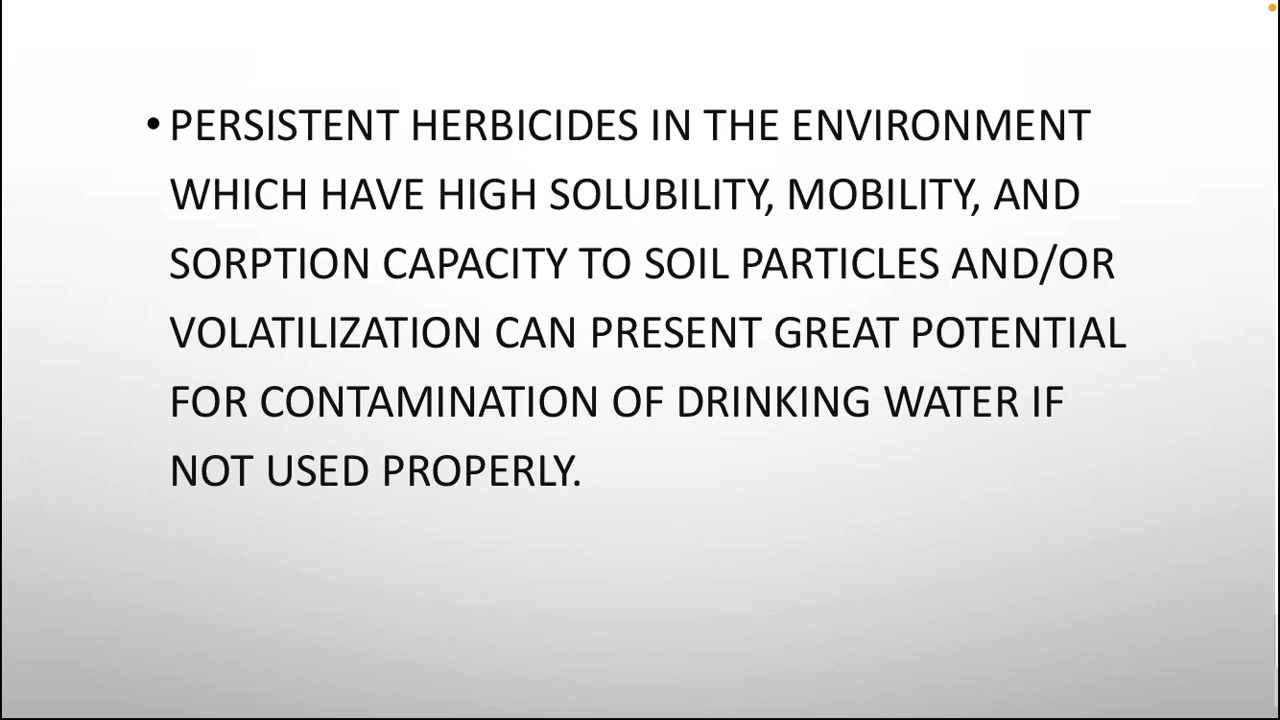 • PERSISTENT HERBICIDES IN THE ENVIRONMENT
WHICH HAVE HIGH SOLUBILITY, MOBILITY, AND
SORPTION CAPACITY TO SOIL PARTICLES AND/OR
VOLATILIZATION CAN PRESENT GREAT POTENTIAL
FOR CONTAMINATION OF DRINKING WATER IF
NOT USED PROPERLY.